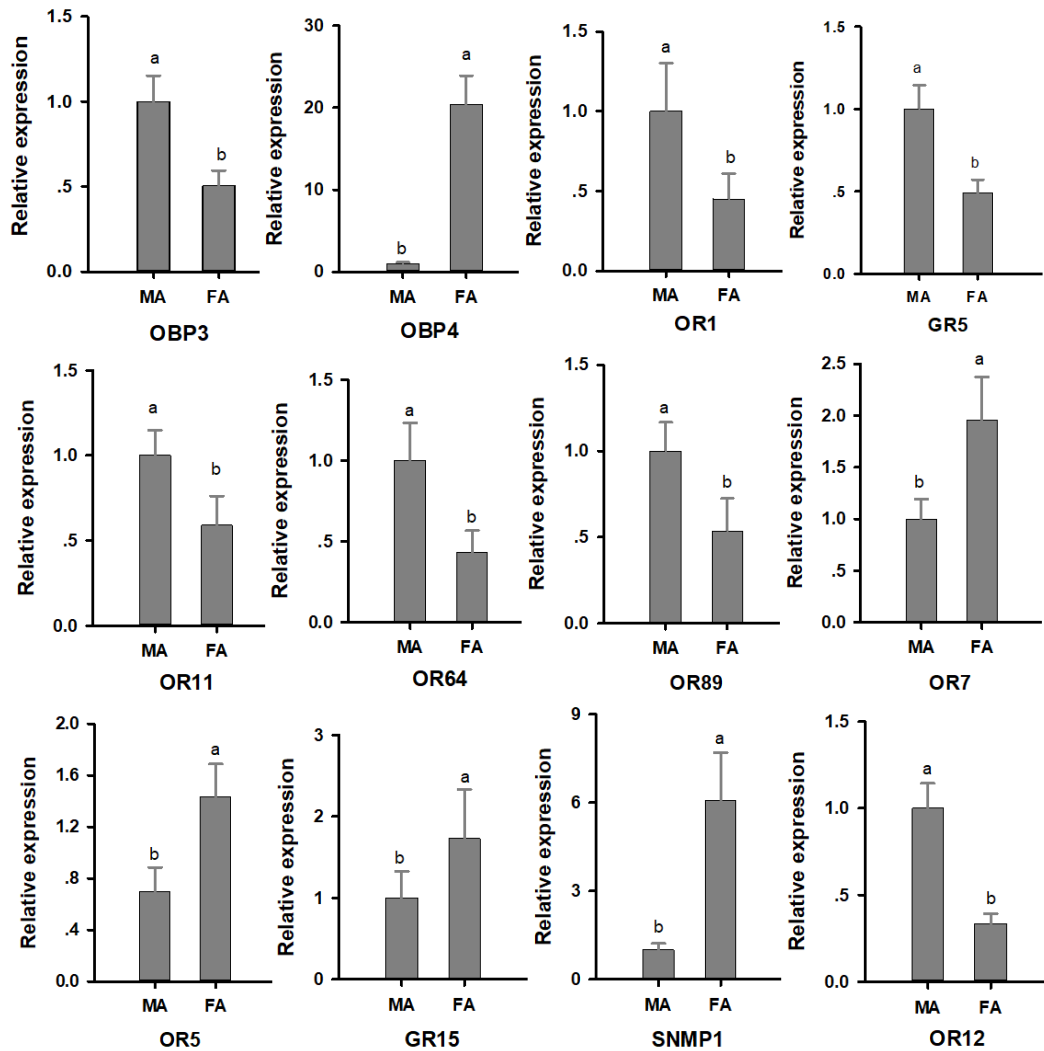 Relative expression
1.5
1.0
.5
0.0
a
b
MA FA
OBP3
Relative expression
30
20
10
0
b
a
MA FA
OBP4
Relative expression
1.5
1.0
.5
0.0
a
b
MA FA
OR1
Relative expression
1.5
1.0
.5
0.0
a
b
MA FA
GR5
Relative expression
1.5
1.0
.5
0.0
a
b
MA FA
OR11
Relative expression
1.5
1.0
.5
0.0
a
b
MA FA
OR64
Relative expression
1.5
1.0
.5
0.0
a
b
MA FA
OR89
Relative expression
2.5
2.0
1.5
1.0
.5
0.0
b
a
MA FA
OR7
Relative expression
2.0
1.6
1.2
.8
.4
0.0
b
a
MA FA
OR5
Relative expression
3
2
1
0
b
a
MA FA
GR15
Relative expression
9
6
3
0
b
a
MA FA
SNMP1
Relative expression
1.5
1.0
.5
0.0
a
b
MA FA
OR12